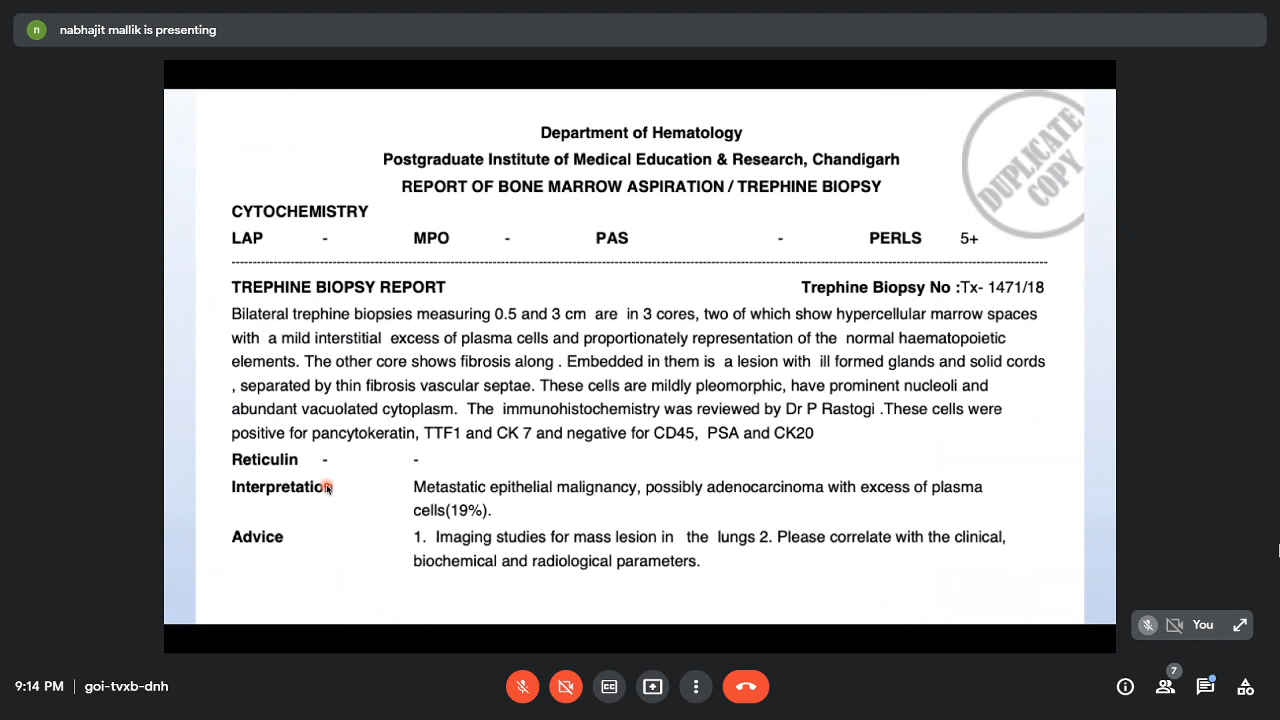 n nabhajit mallik is presenting
DUPLICATE
COPY
Department of Hematology
Postgraduate Institute of Medical Education & Research, Chandigarh
REPORT OF BONE MARROW ASPIRATION / TREPHINE BIOPSY
CYTOCHEMISTRY
LAP - MPO - PAS - PERLS 5+
--------------------------------------------------------------------------------
TREPHINE BIOPSY REPORT Trephine Biopsy No :Tx- 1471/18
Bilateral trephine biopsies measuring 0.5 and 3 cm are in 3 cores, two of which show hypercellular marrow spaces
with a mild interstitial excess of plasma cells and proportionately representation of the normal haematopoietic
elements. The other core shows fibrosis along . Embedded in them is a lesion with ill formed glands and solid cords
, separated by thin fibrosis vascular septae. These cells are mildly pleomorphic, have prominent nucleoli and
abundant vacuolated cytoplasm. The immunohistochemistry was reviewed by Dr P Rastogi .These cells were
positive for pancytokeratin, TTF1 and CK 7 and negative for CD45, PSA and CK20
Reticulin - -
Interpretation Metastatic epithelial malignancy, possibly adenocarcinoma with excess of plasma
cells(19%).
Advice 1. Imaging studies for mass lesion in the lungs 2. Please correlate with the clinical,
biochemical and radiological parameters.
You
9:14 PM | goi-tvxb-dnh
7